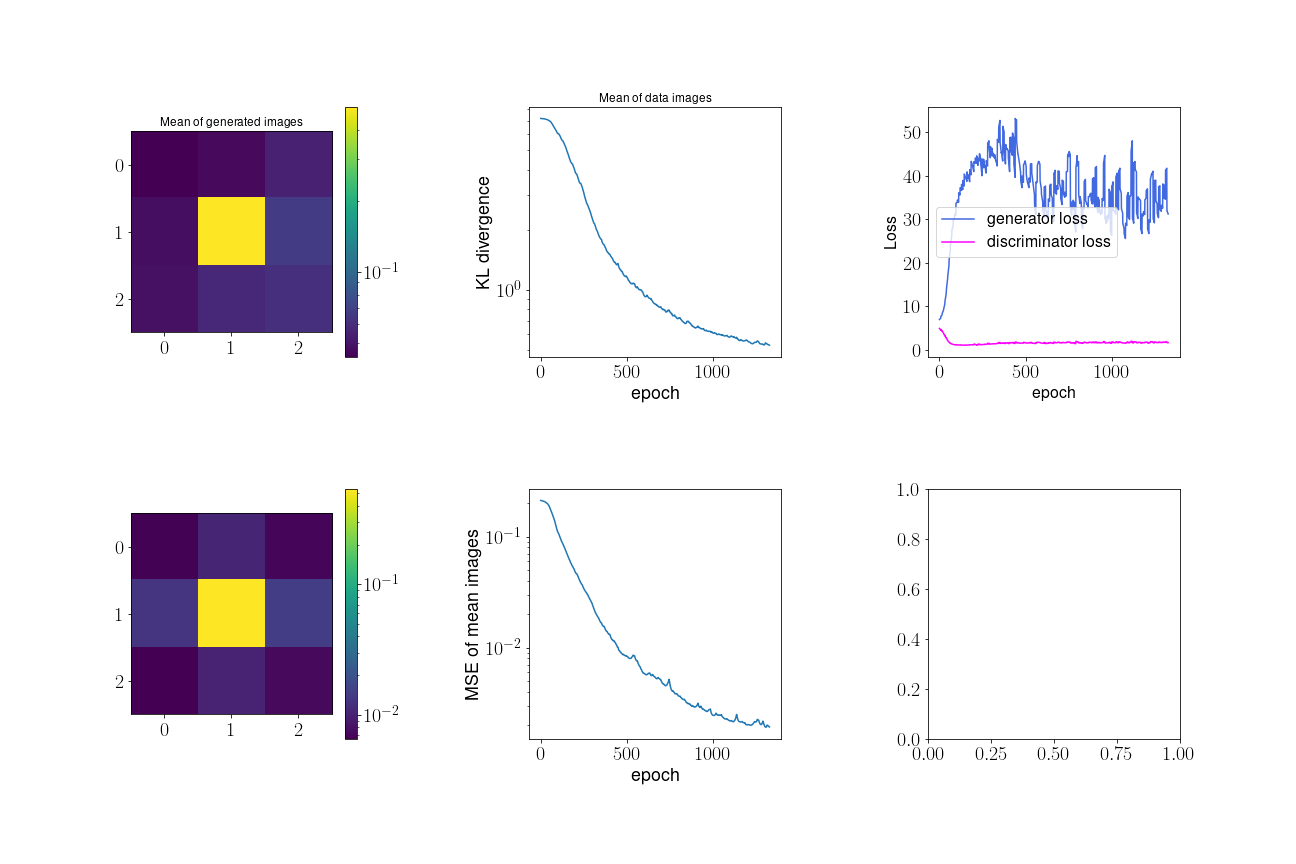 Mean of generated images
0
1
2
0 1 2
10⁻¹
Mean of data images
KL divergence
10⁰
0 500 1000
epoch
Loss
50
40
30
20
10
0
generator loss
discriminator loss
0 500 1000
epoch
0
1
2
0 1 2
10⁻¹
10⁻²
MSE of mean images
10⁻¹
10⁻²
0 500 1000
epoch
1.0
0.8
0.6
0.4
0.2
0.0
0.00 0.25 0.50 0.75 1.00